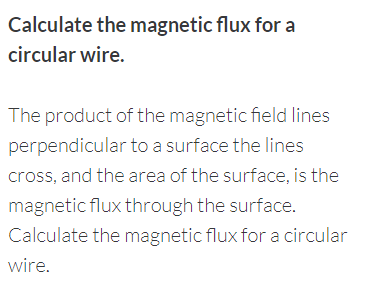 Calculate the magnetic flux for a
circular wire.
The product of the magnetic field lines
perpendicular to a surface the lines
cross, and the area of the surface, is the
magnetic flux through the surface.
Calculate the magnetic flux for a circular
wire.